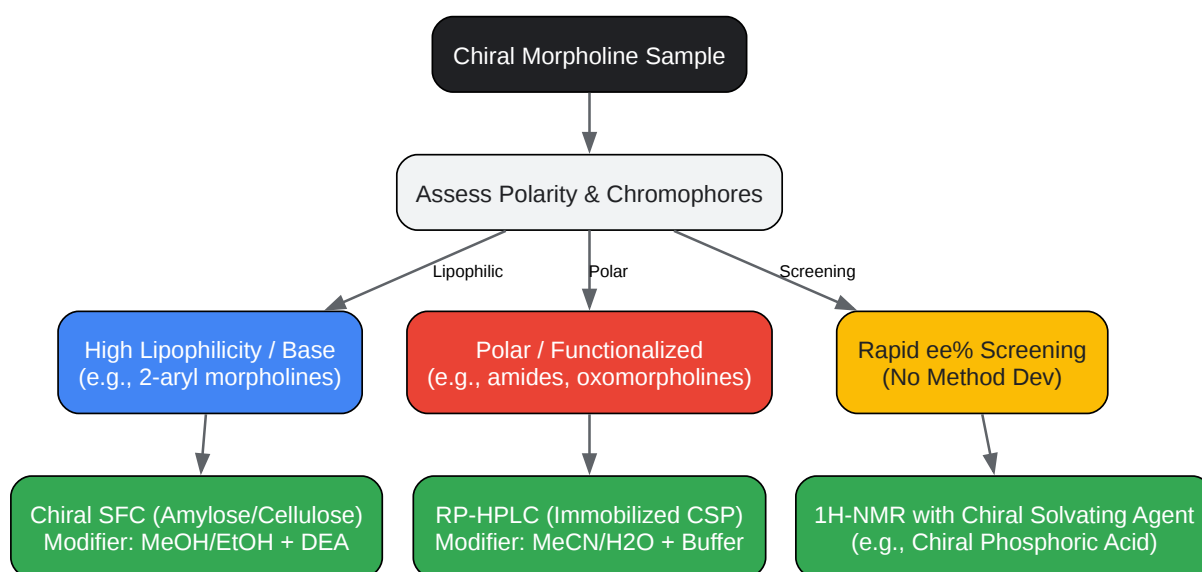 Chiral Morpholine Sample
Assess Polarity & Chromophores
Lipophilic
Polar
Screening
High Lipophilicity / Base
(e.g., 2-aryl morpholines)
Polar / Functionalized
(e.g., amides, oxomorpholines)
Rapid ee% Screening
(No Method Dev)
Chiral SFC (Amylose/Cellulose)
Modifier: MeOH/EtOH + DEA
RP-HPLC (Immobilized CSP)
Modifier: MeCN/H2O + Buffer
1H-NMR with Chiral Solvating Agent
(e.g., Chiral Phosphoric Acid)